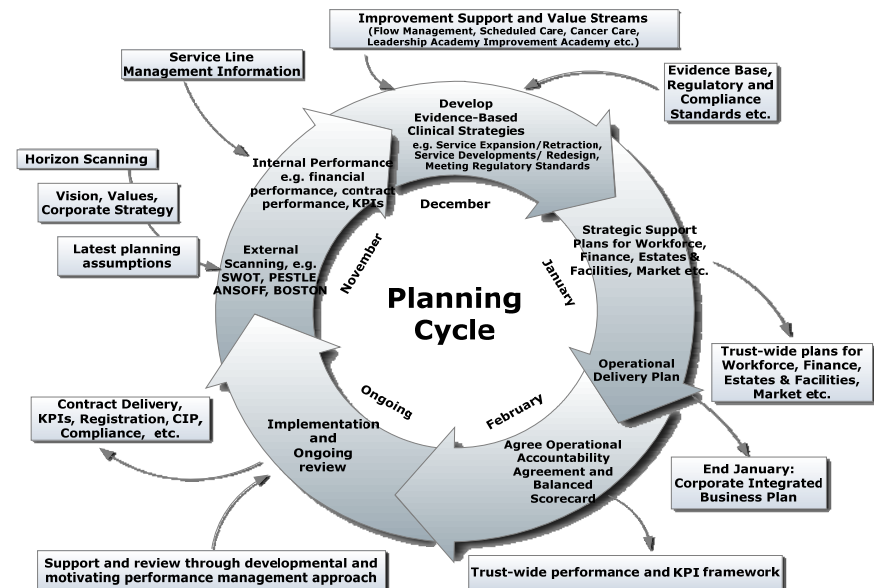 Improvement Support and Value Streams
(Flow Management, Scheduled Care, Cancer Care,
Leadership Academy Improvement Academy etc.)
Service Line
Management Information
Evidence Base,
Regulatory and
Compliance
Standards etc.
Develop
Evidence-Based
Clinical Strategies
e.g. Service Expansion/Retraction,
Service Developments/ Redesign,
Meeting Regulatory Standards
Internal Performance
e.g. financial
performance, contract
performance, KPIs
Horizon Scanning
Vision, Values,
Corporate Strategy
Latest planning
assumptions
External
Scanning, e.g.
SWOT, PESTLE,
ANSOFF, BOSTON
November
December
January
Strategic Support
Plans for Workforce,
Finance, Estates &
Facilities, Market etc.
Planning
Cycle
Operational
Delivery Plan
Trust-wide plans for
Workforce, Finance,
Estates & Facilities,
Market etc.
Ongoing
February
Contract Delivery,
KPIs, Registration, CIP,
Compliance, etc.
Implementation
and
Ongoing
review
Agree Operational
Accountability
Agreement and
Balanced
Scorecard
End January:
Corporate Integrated
Business Plan
Support and review through developmental and
motivating performance management approach
Trust-wide performance and KPI framework